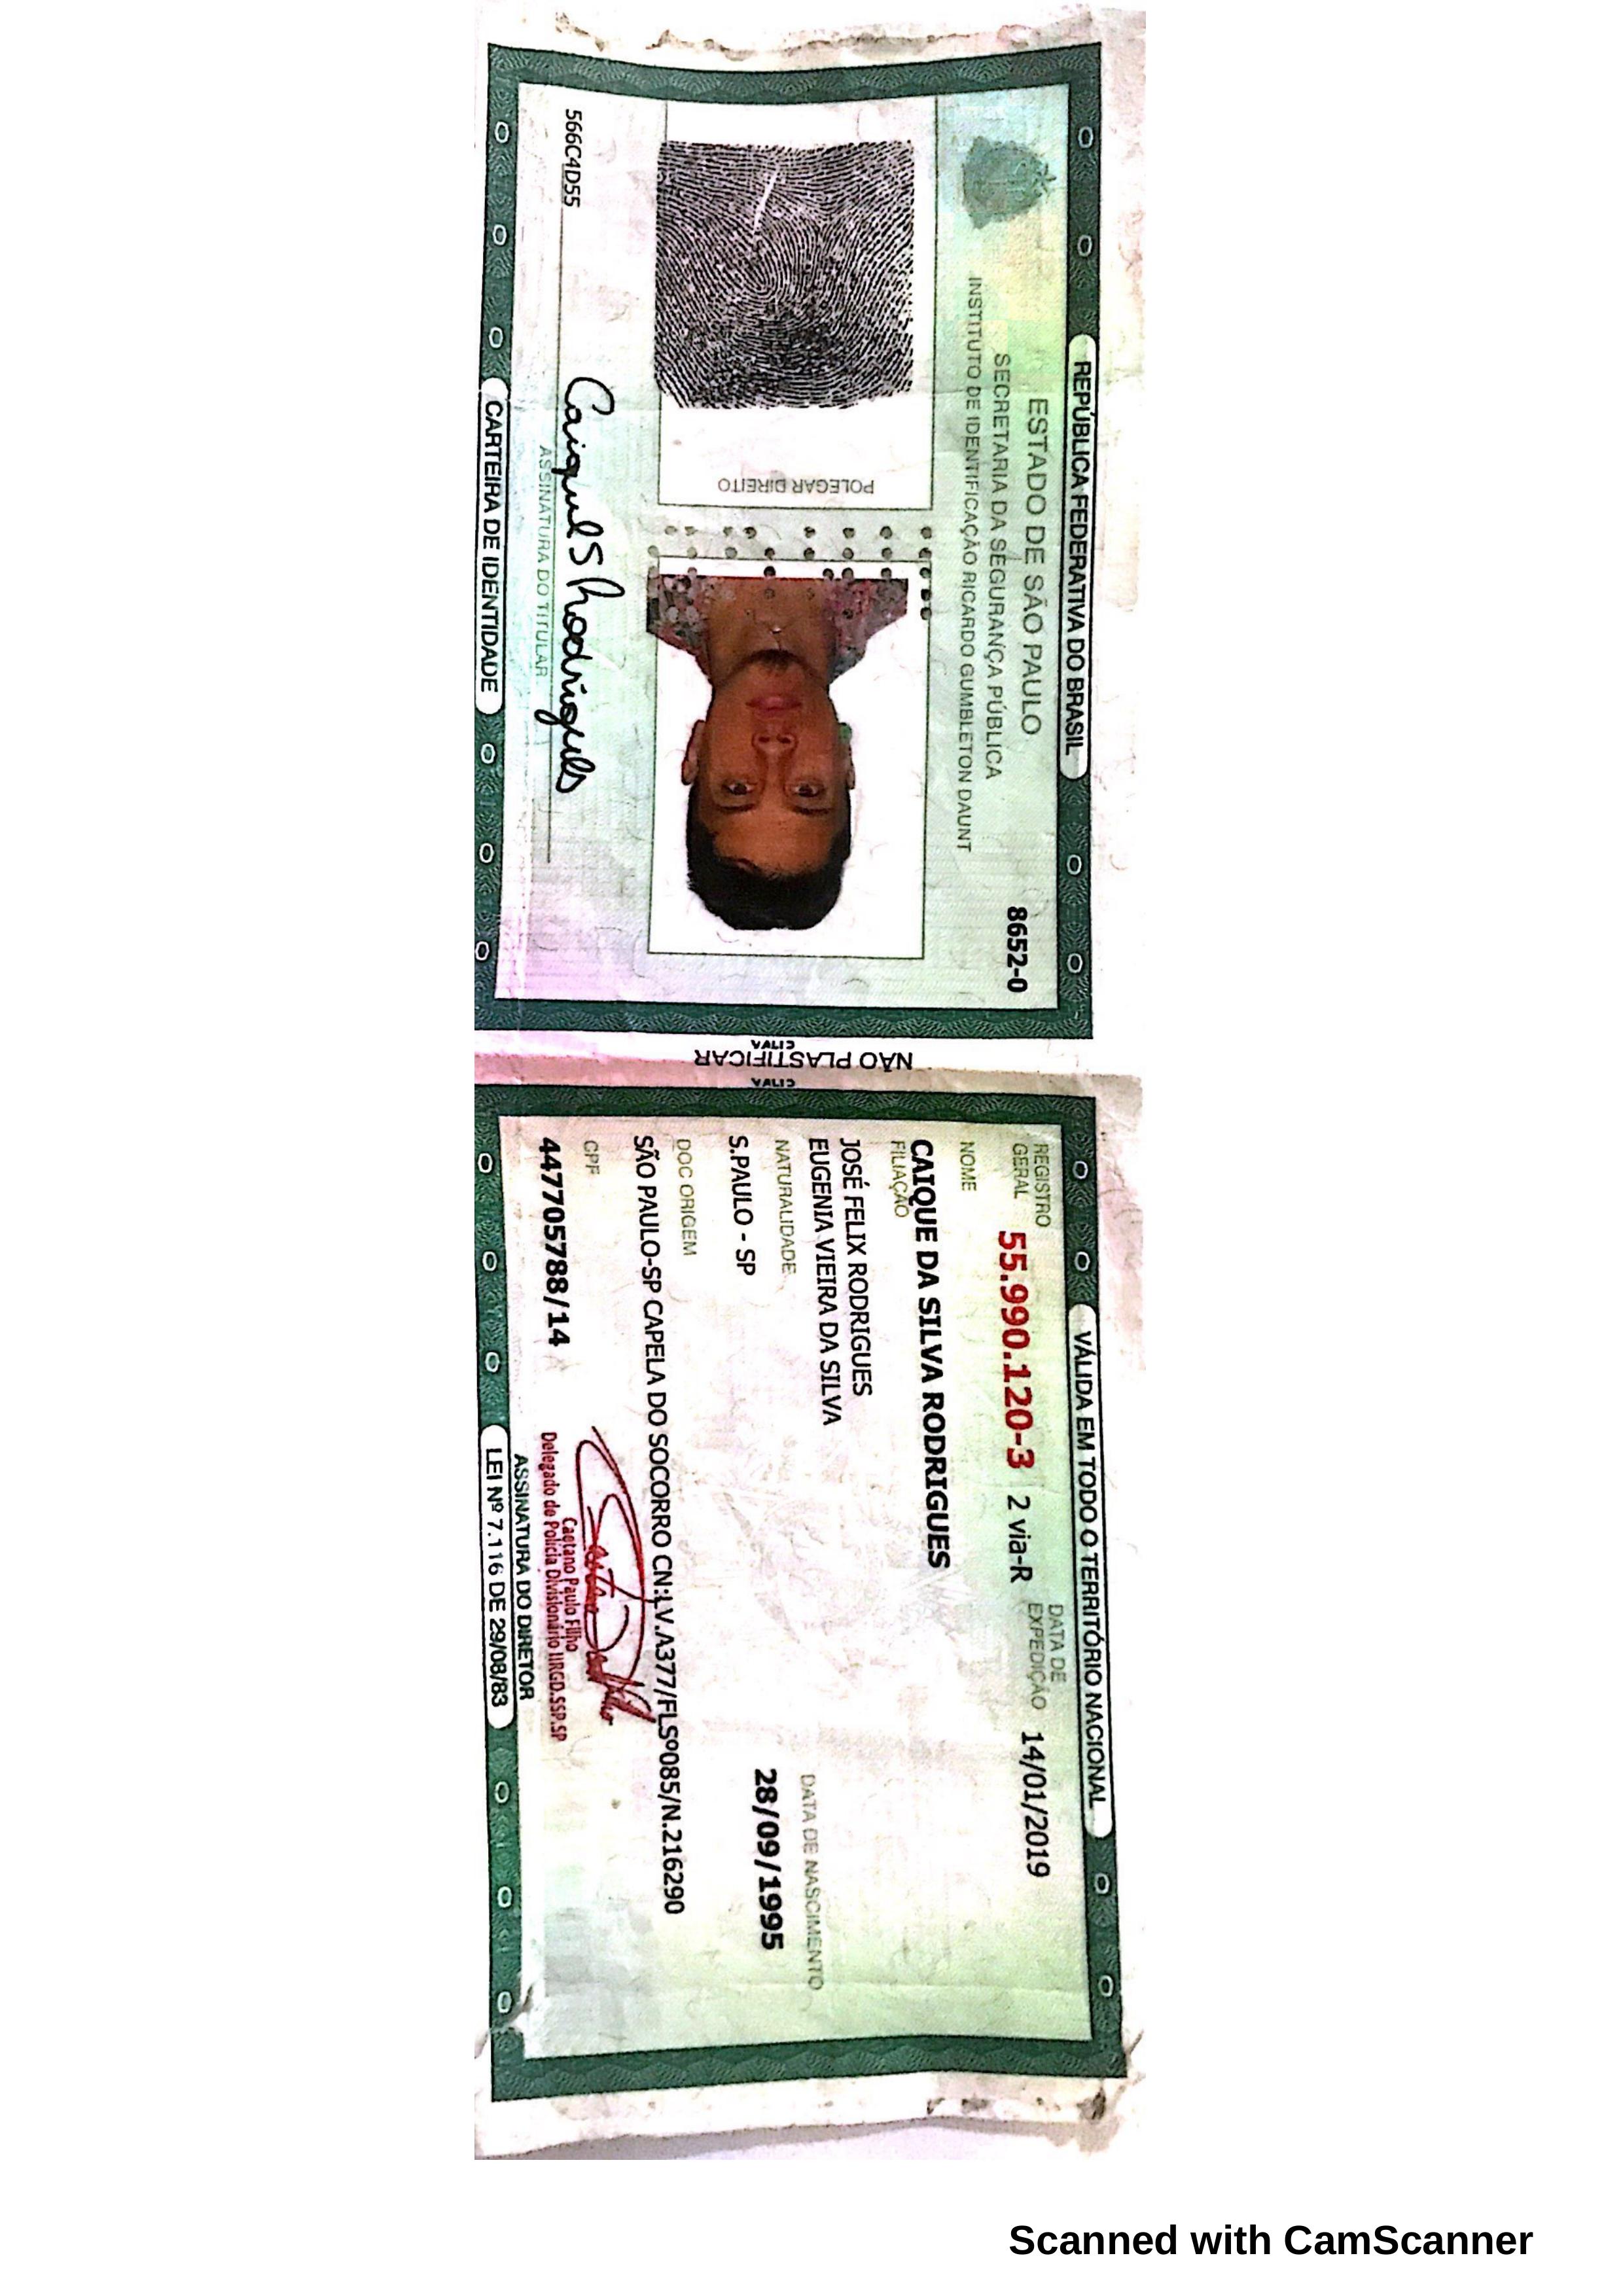 REPÚBLICA FEDERATIVA DO BRASIL
ESTADO DE SÃO PAULO
8652-0
SECRETARIA DA SEGURANÇA PÚBLICA
INSTITUTO DE IDENTIFICAÇÃO RICARDO GUMBLETON DAUNT
POLEGAR DIREITO
566C4D55
Caique S Rodrigues
ASSINATURA DO TITULAR
CARTEIRA DE IDENTIDADE
VALID
NÃO PLASTIFICAR
VALID
VÁLIDA EM TODO O TERRITÓRIO NACIONAL
REGISTRO GERAL 55.990.120-3 2 via-R DATA DE EXPEDIÇÃO 14/01/2019
NOME
CAIQUE DA SILVA RODRIGUES
FILIAÇÃO
JOSÉ FELIX RODRIGUES
EUGENIA VIEIRA DA SILVA
NATURALIDADE DATA DE NASCIMENTO
S.PAULO - SP 28/09/1995
DOC ORIGEM
SÃO PAULO-SP CAPELA DO SOCORRO CN:LV.A377/FLSº085/N.216290
CPF
447705788/14
Caetano Paulo Filho
Delegado de Polícia Divisionário IIRGD.SSP.SP
ASSINATURA DO DIRETOR
LEI Nº 7.116 DE 29/08/83
Scanned with CamScanner